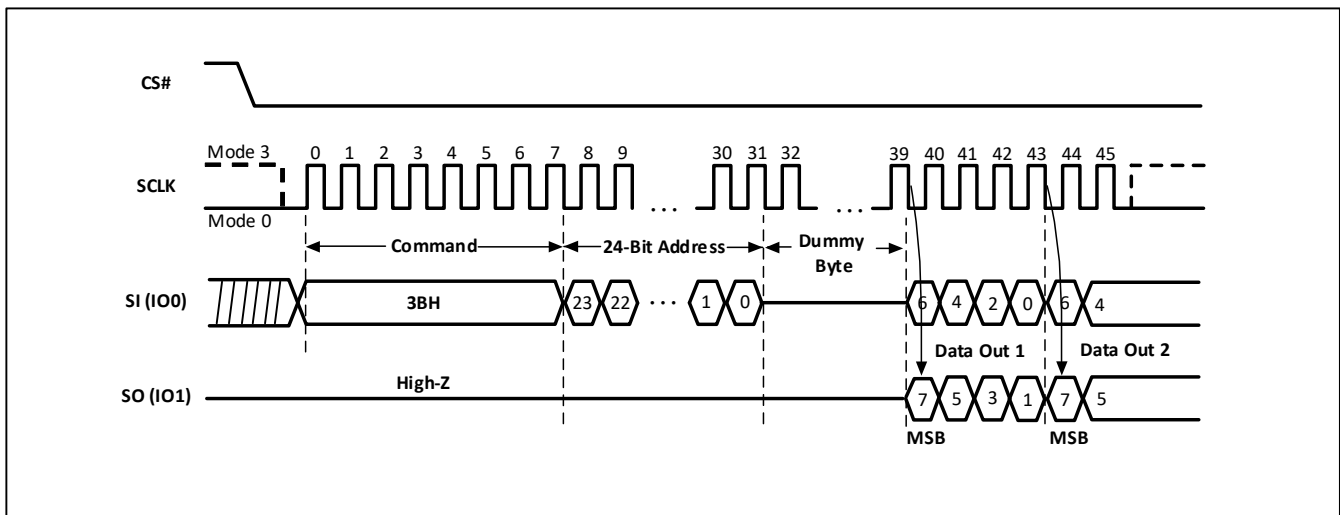 CS#
Mode 3
0 1 2 3 4 5 6 7 8 9 30 31 32 39 40 41 42 43 44 45
SCLK
... ...
Mode 0
Command 24-Bit Address Dummy
Byte
SI (IO0) 3BH 23 22 ... 1 0 6 4 2 0 6 4
Data Out 1 Data Out 2
High-Z
SO (IO1) 7 5 3 1 7 5
MSB MSB